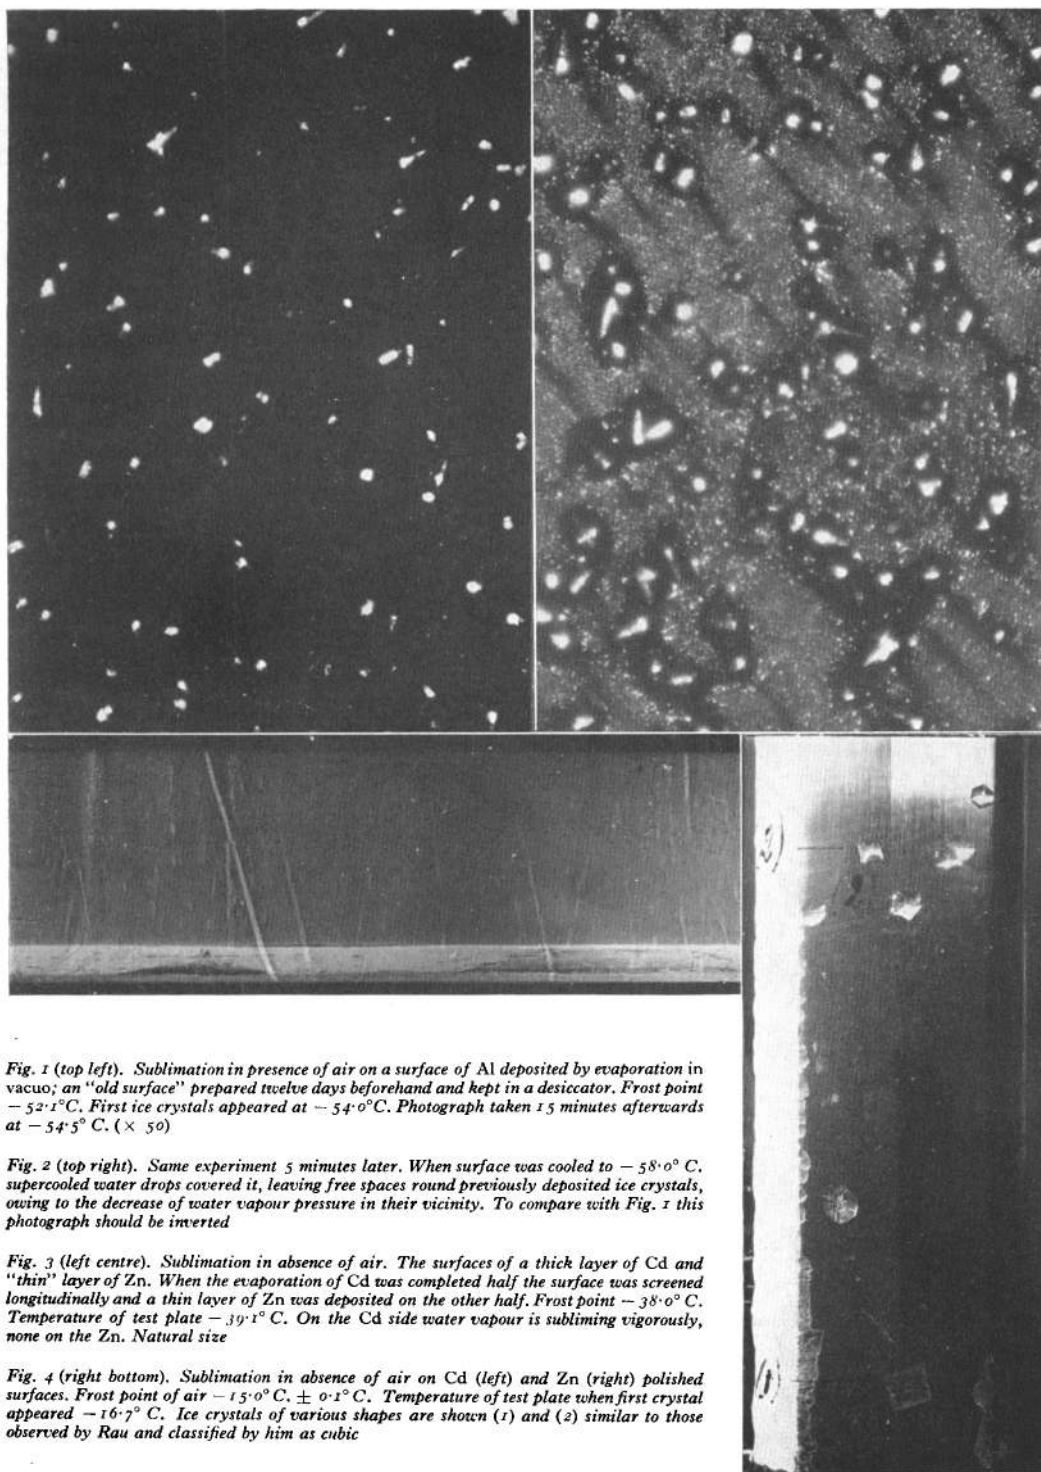 Fig. 1 (top left). Sublimation in presence of air on a surface of Al deposited by evaporation in
vacuo; an "old surface" prepared twelve days beforehand and kept in a desiccator. Frost point
− 52·1°C. First ice crystals appeared at − 54·0°C. Photograph taken 15 minutes afterwards
at − 54·5° C. (× 50)
Fig. 2 (top right). Same experiment 5 minutes later. When surface was cooled to − 58·0° C.
supercooled water drops covered it, leaving free spaces round previously deposited ice crystals,
owing to the decrease of water vapour pressure in their vicinity. To compare with Fig. 1 this
photograph should be inverted
Fig. 3 (left centre). Sublimation in absence of air. The surfaces of a thick layer of Cd and
"thin" layer of Zn. When the evaporation of Cd was completed half the surface was screened
longitudinally and a thin layer of Zn was deposited on the other half. Frost point − 38·0° C.
Temperature of test plate − 39·1° C. On the Cd side water vapour is subliming vigorously,
none on the Zn. Natural size
Fig. 4 (right bottom). Sublimation in absence of air on Cd (left) and Zn (right) polished
surfaces. Frost point of air − 15·0° C. ± 0·1° C. Temperature of test plate when first crystal
appeared − 16·7° C. Ice crystals of various shapes are shown (1) and (2) similar to those
observed by Rau and classified by him as cubic
2)
(1)